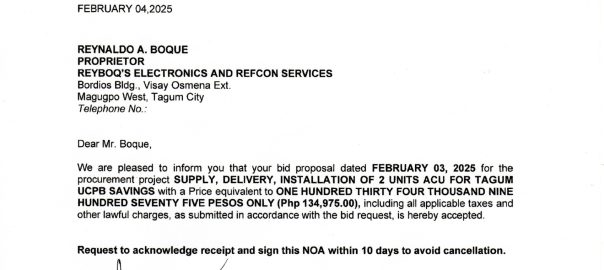 FEBRUARY 04,2025
REYNALDO A. BOQUE
PROPRIETOR
REYBOQ'S ELECTRONICS AND REFCON SERVICES
Bordios Bldg., Visay Osmena Ext.
Magugpo West, Tagum City
Telephone No.:
Dear Mr. Boque,
We are pleased to inform you that your bid proposal dated FEBRUARY 03, 2025 for the
procurement project SUPPLY, DELIVERY, INSTALLATION OF 2 UNITS ACU FOR TAGUM
UCPB SAVINGS with a Price equivalent to ONE HUNDRED THIRTY FOUR THOUSAND NINE
HUNDRED SEVENTY FIVE PESOS ONLY (Php 134,975.00), including all applicable taxes and
other lawful charges, as submitted in accordance with the bid request, is hereby accepted.
Request to acknowledge receipt and sign this NOA within 10 days to avoid cancellation.